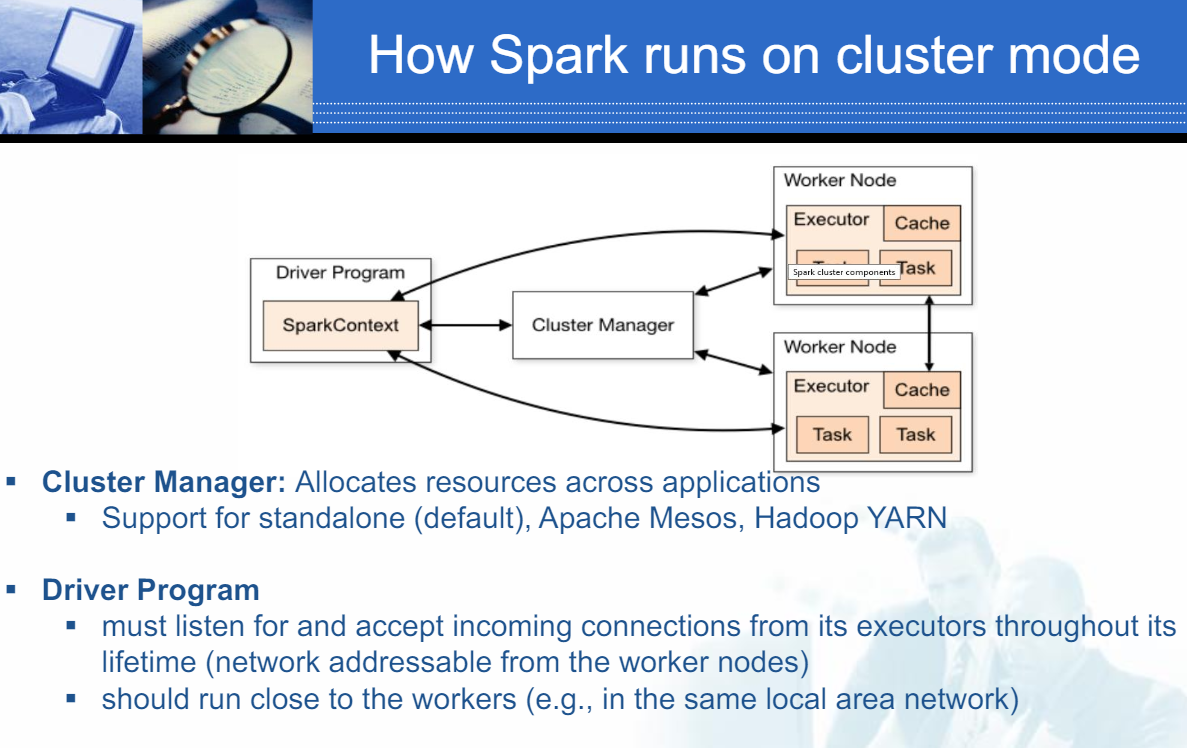 How Spark runs on cluster mode
Worker Node
Executor
Cache
Spark cluster components
Task
Driver Program
SparkContext
Cluster Manager
Worker Node
Executor
Cache
Task
Task
▪ Cluster Manager: Allocates resources across applications
▪ Support for standalone (default), Apache Mesos, Hadoop YARN
▪ Driver Program
▪ must listen for and accept incoming connections from its executors throughout its
lifetime (network addressable from the worker nodes)
▪ should run close to the workers (e.g., in the same local area network)